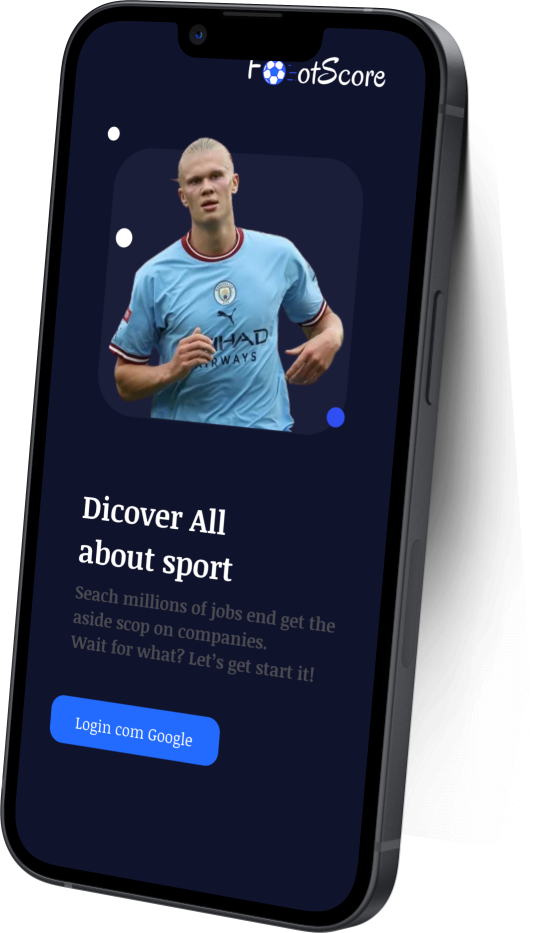 FootScore
IHAD
AIRWAYS
Dicover All
about sport
Seach millions of jobs end get the
aside scop on companies.
Wait for what? Let’s get start it!
Login com Google